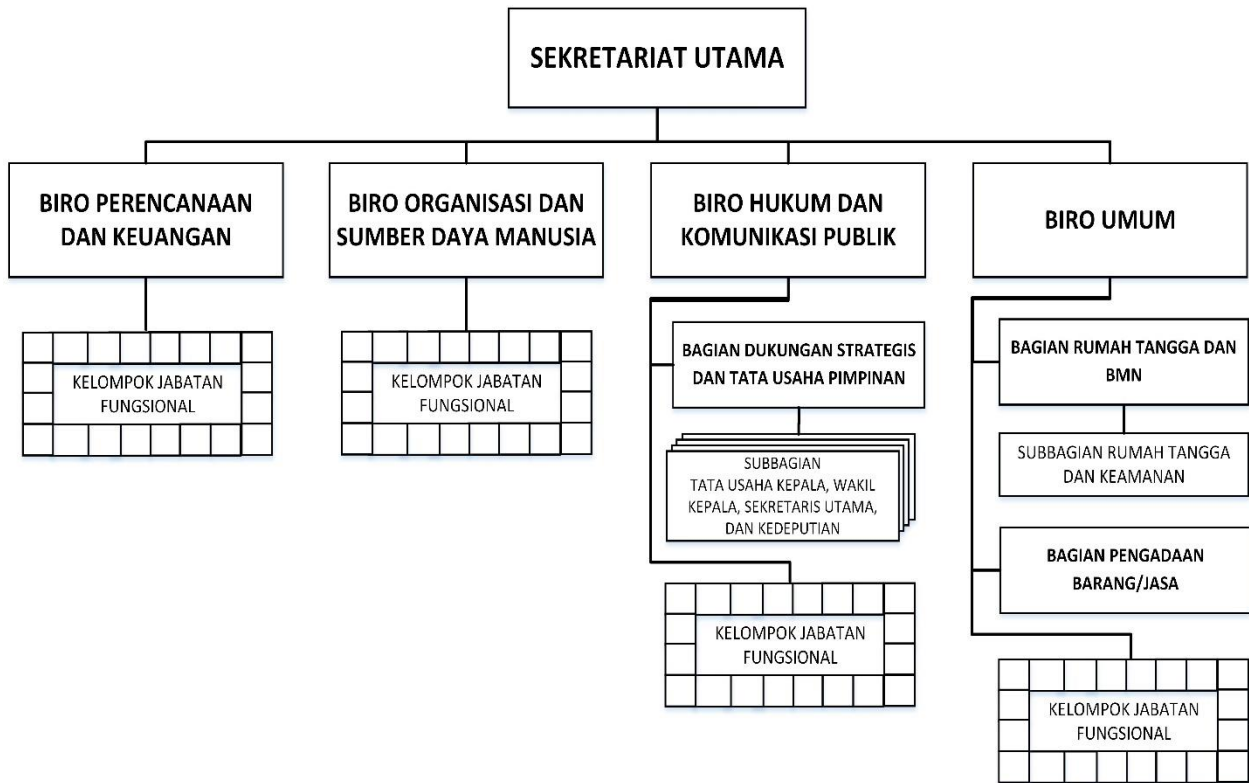 SEKRETARIAT UTAMA
BIRO PERENCANAAN
DAN KEUANGAN
BIRO ORGANISASI DAN
SUMBER DAYA MANUSIA
BIRO HUKUM DAN
KOMUNIKASI PUBLIK
BIRO UMUM
KELOMPOK JABATAN
FUNGSIONAL
KELOMPOK JABATAN
FUNGSIONAL
BAGIAN DUKUNGAN STRATEGIS
DAN TATA USAHA PIMPINAN
SUBBAGIAN
TATA USAHA KEPALA, WAKIL
KEPALA, SEKRETARIS UTAMA,
DAN KEDEPUTIAN
KELOMPOK JABATAN
FUNGSIONAL
BAGIAN RUMAH TANGGA DAN
BMN
SUBBAGIAN RUMAH TANGGA
DAN KEAMANAN
BAGIAN PENGADAAN
BARANG/JASA
KELOMPOK JABATAN
FUNGSIONAL